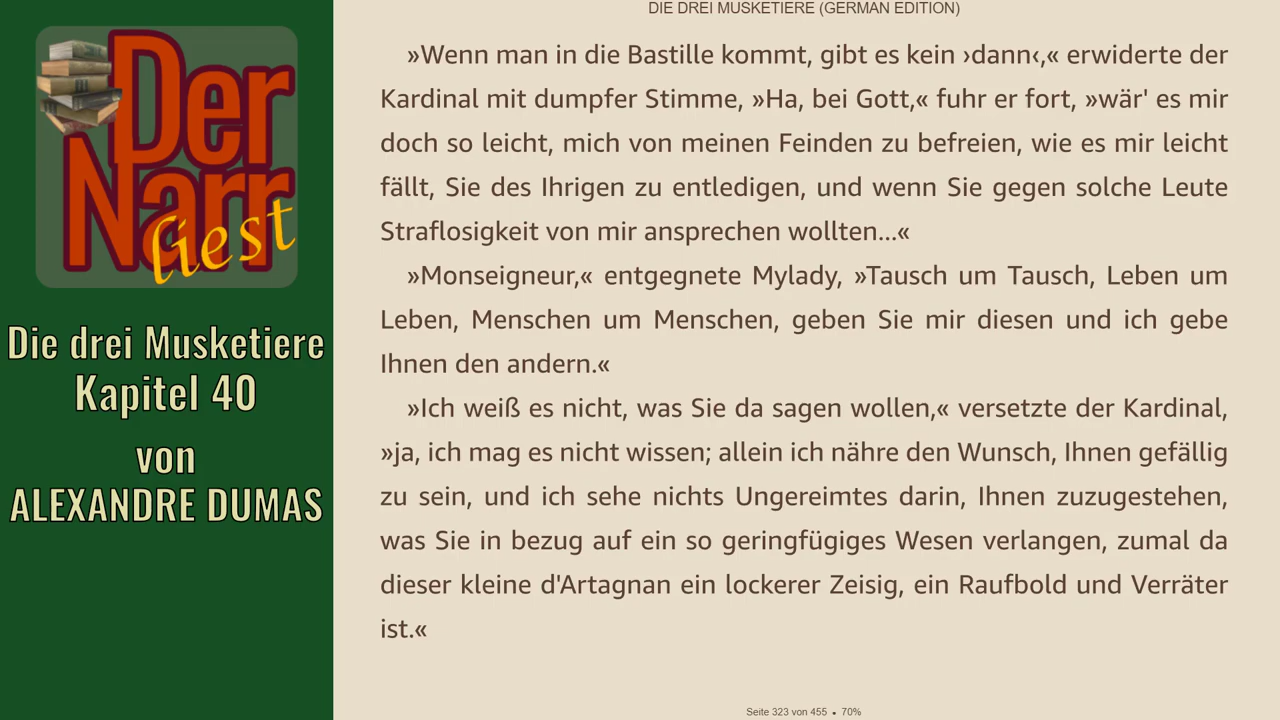 Der
Narr
liest
Die drei Musketiere
Kapitel 40
von
ALEXANDRE DUMAS
DIE DREI MUSKETIERE (GERMAN EDITION)
»Wenn man in die Bastille kommt, gibt es kein ›dann‹,« erwiderte der
Kardinal mit dumpfer Stimme, »Ha, bei Gott,« fuhr er fort, »wär' es mir
doch so leicht, mich von meinen Feinden zu befreien, wie es mir leicht
fällt, Sie des Ihrigen zu entledigen, und wenn Sie gegen solche Leute
Straflosigkeit von mir ansprechen wollten...«
»Monseigneur,« entgegnete Mylady, »Tausch um Tausch, Leben um
Leben, Menschen um Menschen, geben Sie mir diesen und ich gebe
Ihnen den andern.«
»Ich weiß es nicht, was Sie da sagen wollen,« versetzte der Kardinal,
»ja, ich mag es nicht wissen; allein ich nähre den Wunsch, Ihnen gefällig
zu sein, und ich sehe nichts Ungereimtes darin, Ihnen zuzugestehen,
was Sie in bezug auf ein so geringfügiges Wesen verlangen, zumal da
dieser kleine d'Artagnan ein lockerer Zeisig, ein Raufbold und Verräter
ist.«
Seite 323 von 455 • 70%